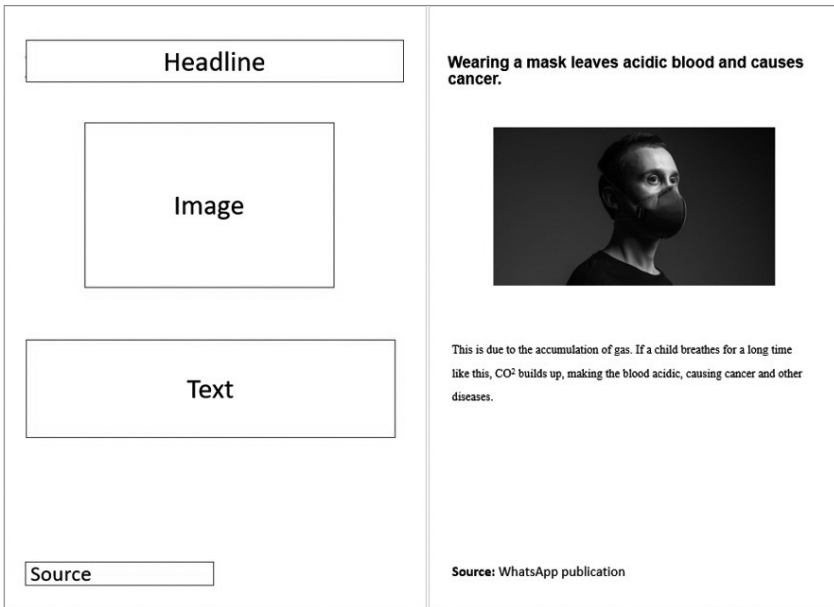 Headline
Image
Text
Source
Wearing a mask leaves acidic blood and causes
cancer.
This is due to the accumulation of gas. If a child breathes for a long time
like this, CO² builds up, making the blood acidic, causing cancer and other
diseases.
Source: WhatsApp publication